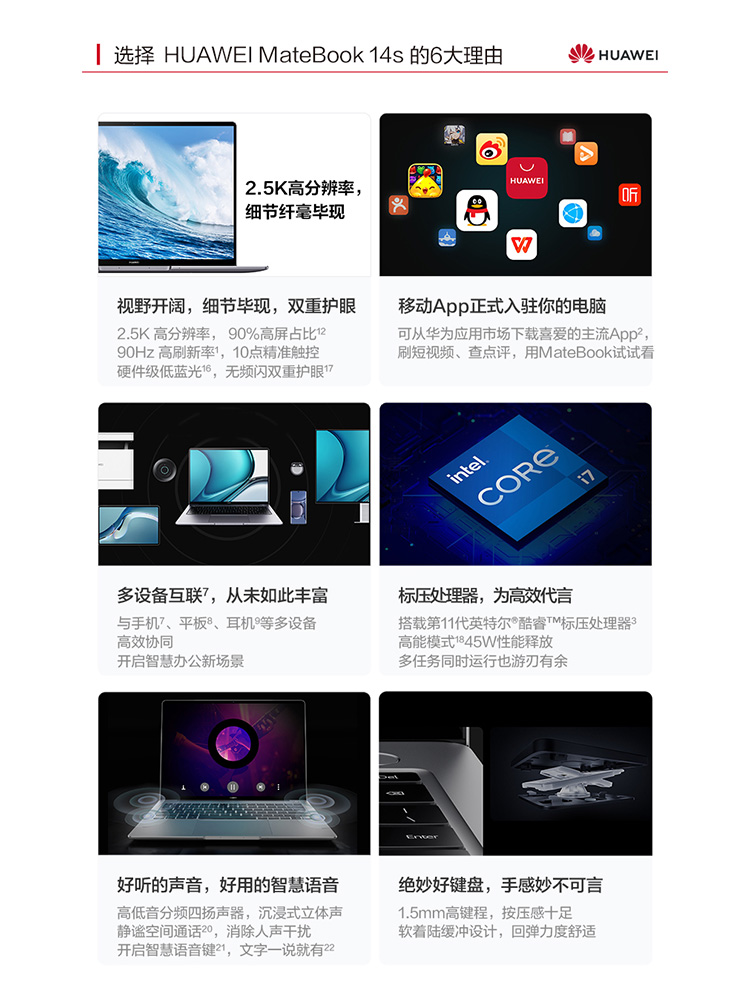 选择 HUAWEI MateBook 14s 的6大理由
HUAWEI
2.5K高分辨率，
细节纤毫毕现
视野开阔，细节毕现，双重护眼
2.5K 高分辨率， 90%高屏占比¹²
90Hz 高刷新率¹，10点精准触控
硬件级低蓝光¹⁶，无频闪双重护眼¹⁷
HUAWEI
听
移动App正式入驻你的电脑
可从华为应用市场下载喜爱的主流App²，
刷短视频、查点评，用MateBook试试看
多设备互联⁷，从未如此丰富
与手机⁷、平板⁸、耳机⁹等多设备
高效协同
开启智慧办公新场景
intel.
CORE
i7
标压处理器，为高效代言
搭载第11代英特尔®酷睿™标压处理器³
高能模式¹⁸45W性能释放
多任务同时运行也游刃有余
好听的声音，好用的智慧语音
高低音分频四扬声器，沉浸式立体声
静谧空间通话²⁰，消除人声干扰
开启智慧语音键²¹，文字一说就有²²
Del
Enter
绝妙好键盘，手感妙不可言
1.5mm高键程，按压感十足
软着陆缓冲设计，回弹力度舒适